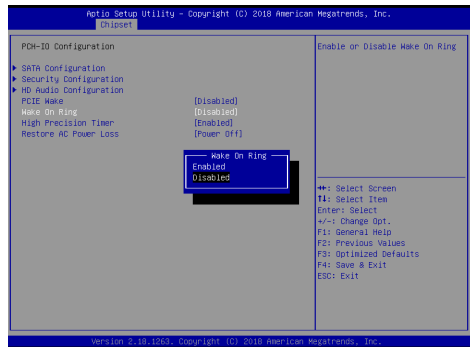 Aptio Setup Utility – Copyright (C) 2018 American Megatrends, Inc.
Chipset
PCH-IO Configuration
SATA Configuration
Security Configuration
HD Audio Configuration
PCIE Wake [Disabled]
Wake On Ring [Disabled]
High Precision Timer [Enabled]
Restore AC Power Loss [Power Off]
Wake On Ring
Enabled
Disabled
Enable or Disable Wake On Ring
→←: Select Screen
↑↓: Select Item
Enter: Select
+/-: Change Opt.
F1: General Help
F2: Previous Values
F3: Optimized Defaults
F4: Save & Exit
ESC: Exit
Version 2.18.1263. Copyright (C) 2018 American Megatrends, Inc.